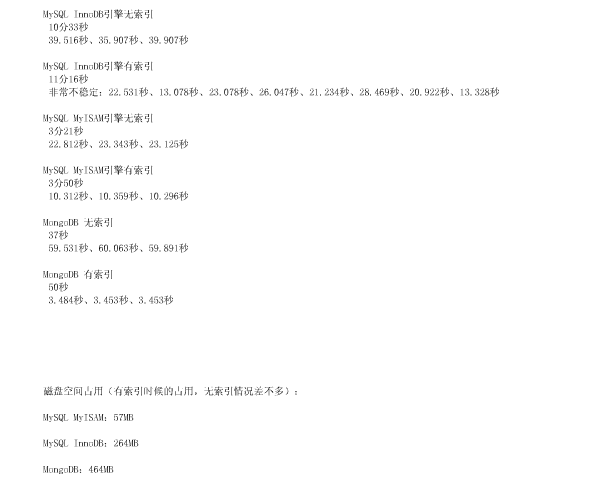 MySQL InnoDB引擎无索引
10分33秒
39.516秒、35.907秒、39.907秒
MySQL InnoDB引擎有索引
11分16秒
非常不稳定：22.531秒、13.078秒、23.078秒、26.047秒、21.234秒、28.469秒、20.922秒、13.328秒
MySQL MyISAM引擎无索引
3分21秒
22.812秒、23.343秒、23.125秒
MySQL MyISAM引擎有索引
3分50秒
10.312秒、10.359秒、10.296秒
MongoDB 无索引
37秒
59.531秒、60.063秒、59.891秒
MongoDB 有索引
50秒
3.484秒、3.453秒、3.453秒
磁盘空间占用（有索引时候的占用，无索引情况差不多）：
MySQL MyISAM：57MB
MySQL InnoDB：264MB
MongoDB：464MB